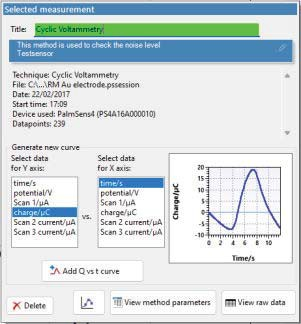 Selected measurement
Title: Cyclic Voltammetry
This method is used to check the noise level
Testsensor
Technique: Cyclic Voltammetry
File: C:\...\RM Au electrode.pssession
Date: 22/02/2017
Start time: 17:09
Device used: PalmSens4 (PS4A16A000010)
Datapoints: 239
Generate new curve
Select data
for Y axis:
time/s
potential/V
Scan 1/µA
charge/µC
Scan 2 current/µA
Scan 3 current/µA
vs.
Select data
for X axis:
time/s
potential/V
Scan 1/µA
charge/µC
Scan 2 current/µA
Scan 3 current/µA
Charge/µC
20
15
10
5
0
-5
-10
0 2 4 6 8 10
Time/s
Add Q vs t curve
Delete
View method parameters
View raw data